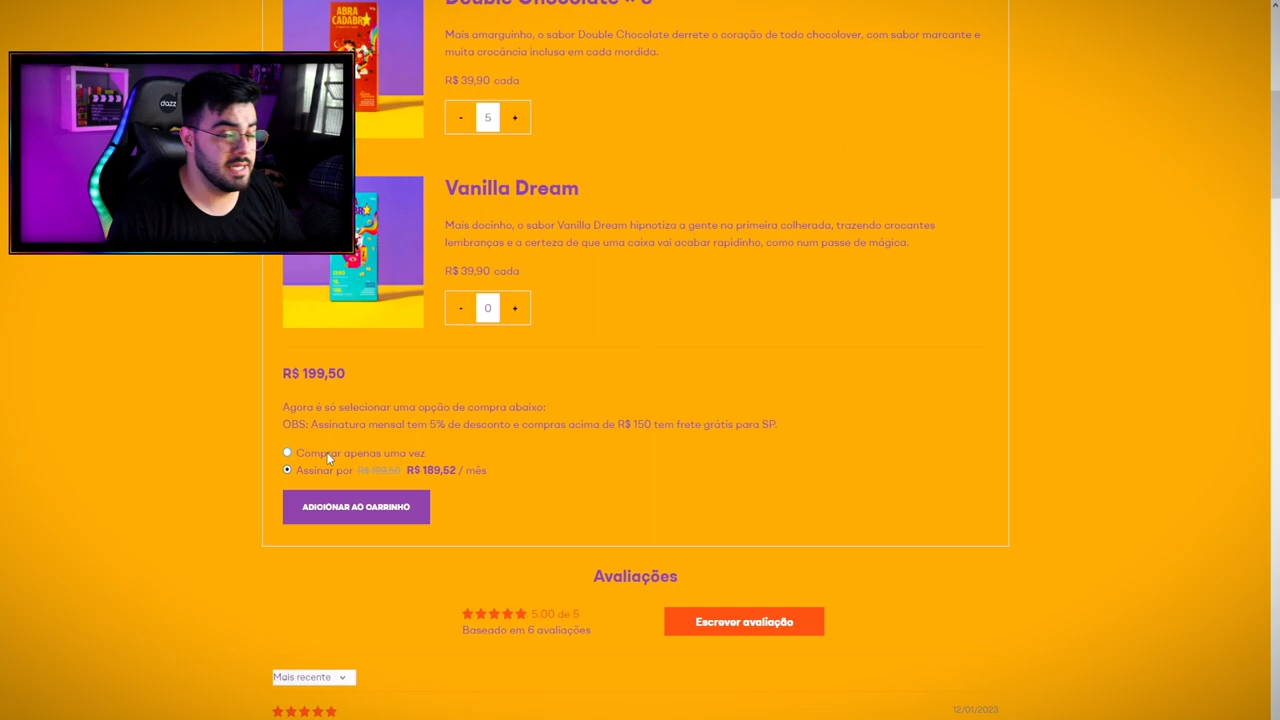 Double Chocolate × 5
ABRA
CADABRA
Mais amarguinho, o sabor Double Chocolate derrete o coração de todo chocolover, com sabor marcante e
muita crocância inclusa em cada mordida.
R$ 39,90 cada
dazz
- 5 +
Vanilla Dream
Mais docinho, o sabor Vanilla Dream hipnotiza a gente na primeira colherada, trazendo crocantes
lembranças e a certeza de que uma caixa vai acabar rapidinho, como num passe de mágica.
R$ 39,90 cada
ZERO
- 0 +
R$ 199,50
Agora é só selecionar uma opção de compra abaixo:
OBS: Assinatura mensal tem 5% de desconto e compras acima de R$ 150 tem frete grátis para SP.
Comprar apenas uma vez
Assinar por R$ 199,50 R$ 189,52 / mês
ADICIONAR AO CARRINHO
Avaliações
5.00 de 5
Baseado em 6 avaliações
Escrever avaliação
Mais recente
12/01/2023